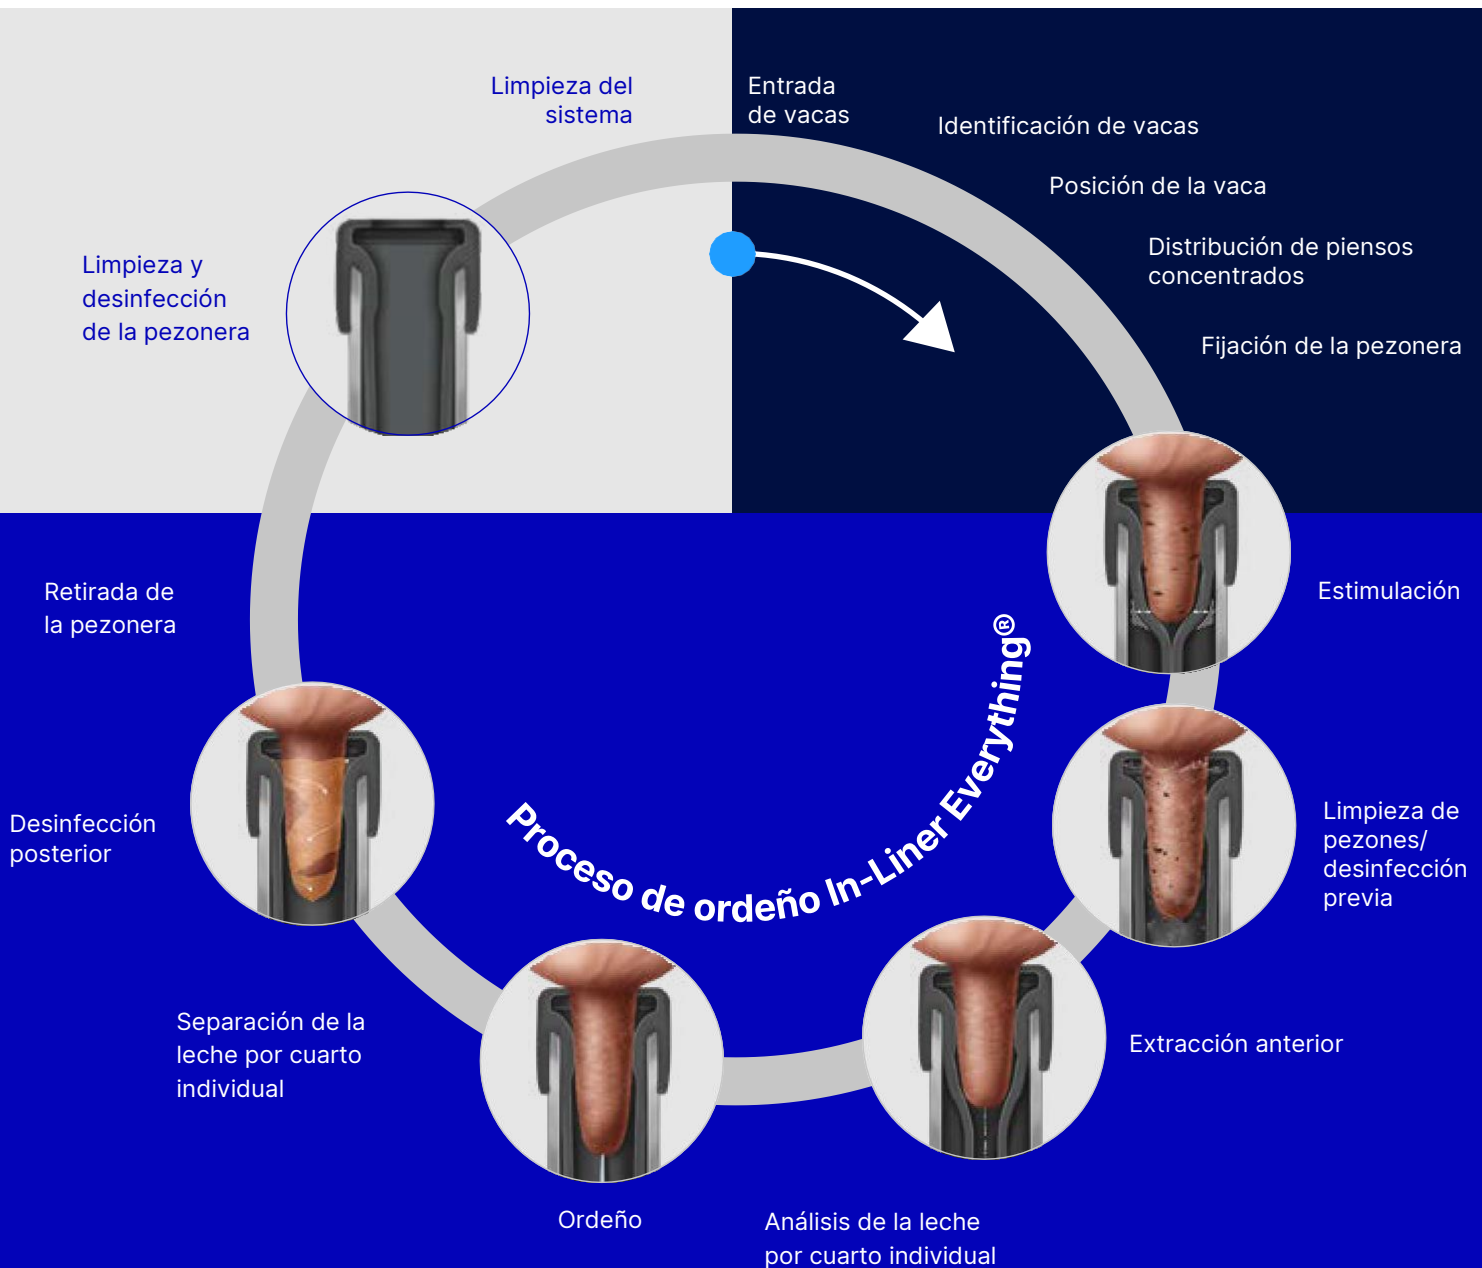 Entrada
de vacas
Identificación de vacas
Posición de la vaca
Distribución de piensos
concentrados
Fijación de la pezonera
Estimulación
Limpieza de
pezones/
desinfección
previa
Extracción anterior
Análisis de la leche
por cuarto individual
Ordeño
Separación de la
leche por cuarto
individual
Desinfección
posterior
Retirada de
la pezonera
Limpieza y
desinfección
de la pezonera
Limpieza del
sistema
Proceso de ordeño In-Liner Everything®